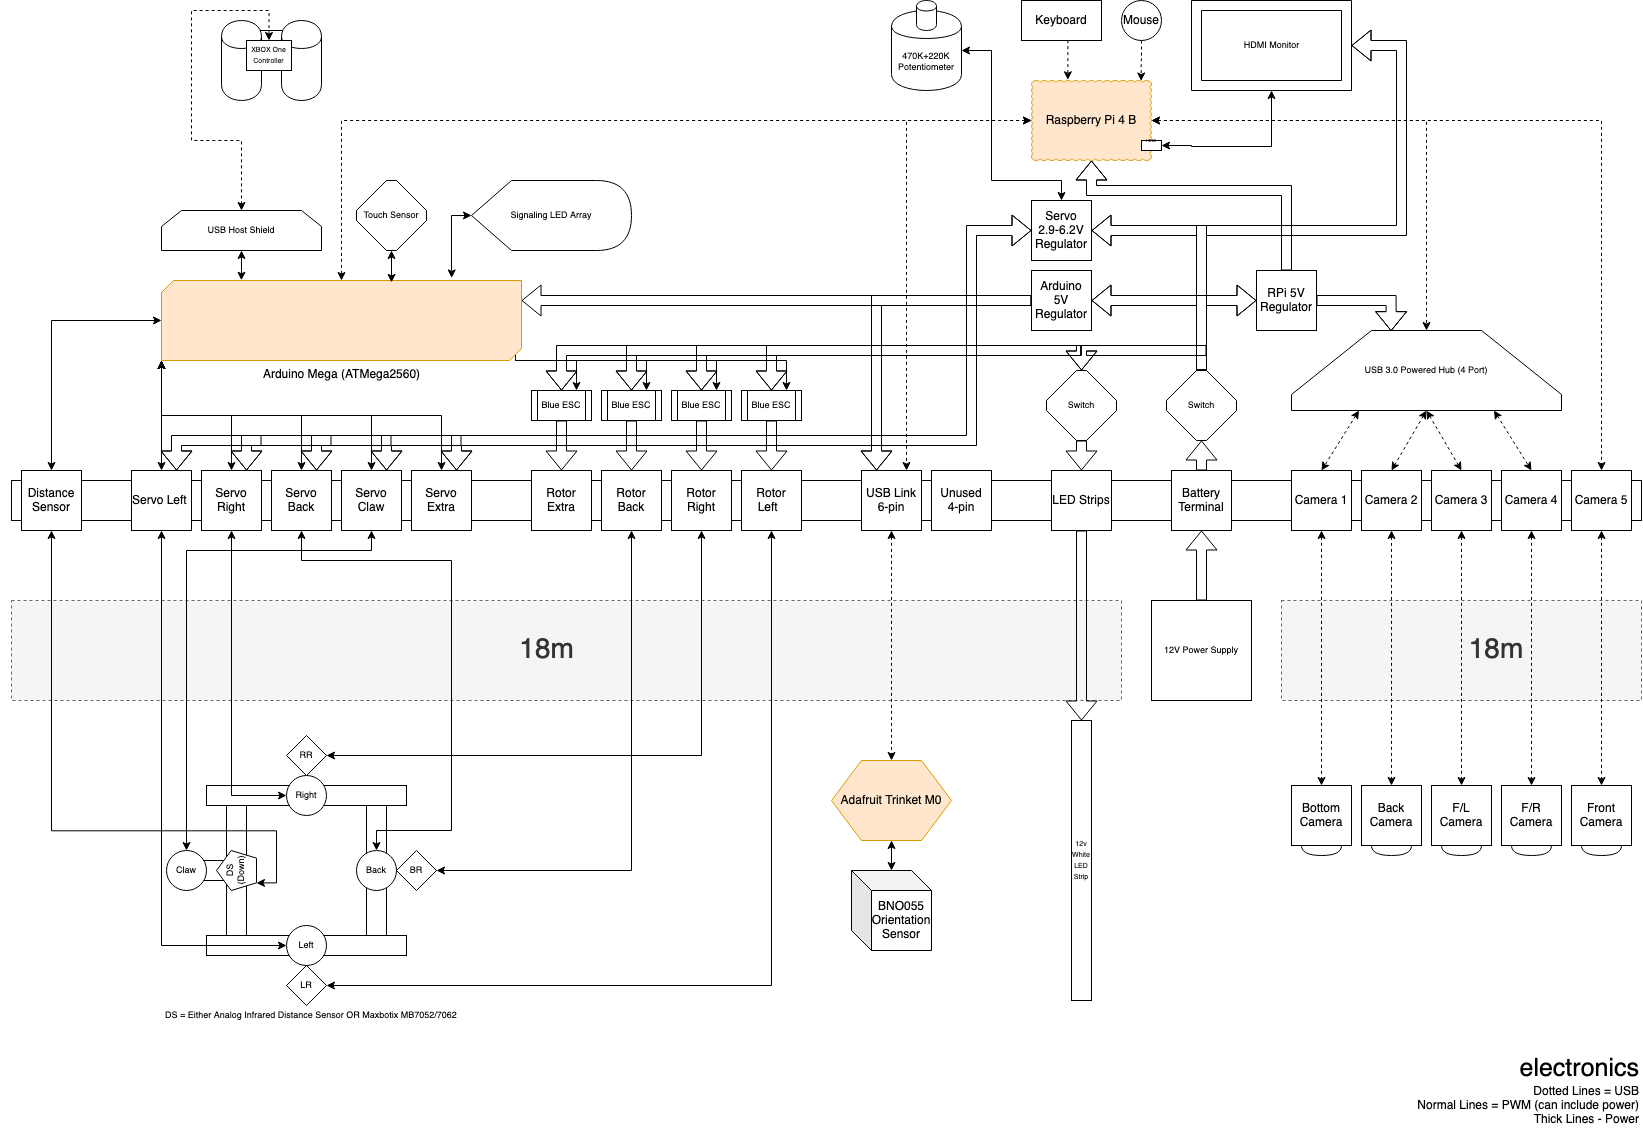 XBOX One
Controller
470K+220K
Potentiometer
Keyboard
Mouse
HDMI Monitor
Raspberry Pi 4 B
USB Host Shield
Touch Sensor
Signaling LED Array
Servo
2.9-6.2V
Regulator
Arduino
5V
Regulator
RPi 5V
Regulator
Arduino Mega (ATMega2560)
USB 3.0 Powered Hub (4 Port)
Blue ESC
Blue ESC
Blue ESC
Blue ESC
Switch
Switch
Distance
Sensor
Servo Left
Servo
Right
Servo
Back
Servo
Claw
Servo
Extra
Rotor
Extra
Rotor
Back
Rotor
Right
Rotor
Left
USB Link
6-pin
Unused
4-pin
LED Strips
Battery
Terminal
Camera 1
Camera 2
Camera 3
Camera 4
Camera 5
18m
12V Power Supply
18m
RR
Right
Claw
DS
(Down)
Back
BR
Left
LR
Adafruit Trinket M0
BNO055
Orientation
Sensor
12v
White
LED
Strip
Bottom
Camera
Back
Camera
F/L
Camera
F/R
Camera
Front
Camera
DS = Either Analog Infrared Distance Sensor OR Maxbotix MB7052/7062
electronics
Dotted Lines = USB
Normal Lines = PWM (can include power)
Thick Lines - Power